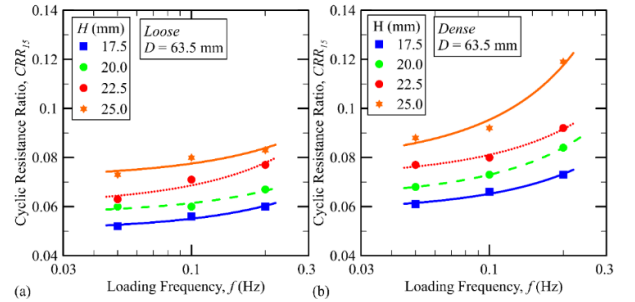 0.14
0.12
0.1
0.08
0.06
0.04
Cyclic Resistance Ratio, CRR15
H (mm)
17.5
20.0
22.5
25.0
Loose
D = 63.5 mm
0.03
0.1
0.3
Loading Frequency, f (Hz)
(a)
0.14
0.12
0.1
0.08
0.06
0.04
Cyclic Resistance Ratio, CRR15
H (mm)
17.5
20.0
22.5
25.0
Dense
D = 63.5 mm
0.03
0.1
0.3
Loading Frequency, f (Hz)
(b)